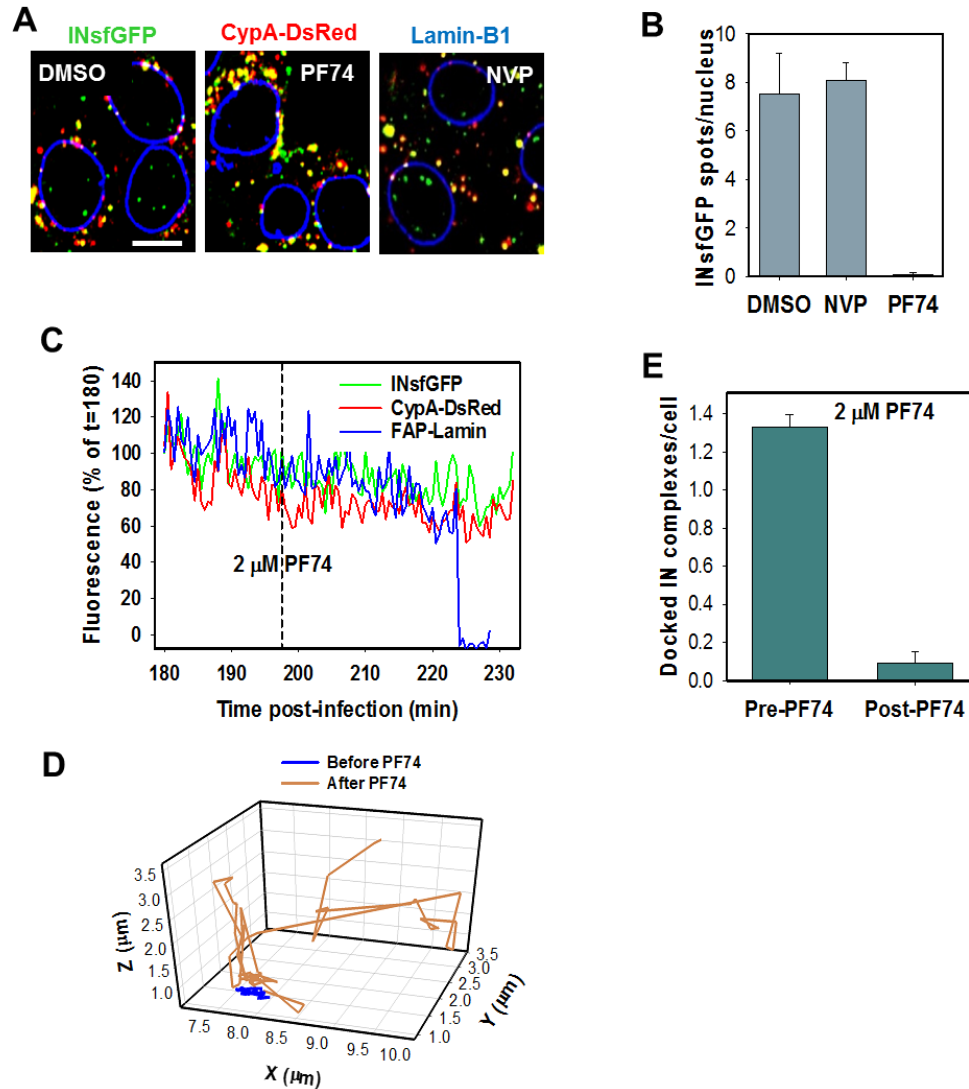 A
INsfGFP CypA-DsRed Lamin-B1
DMSO PF74 NVP
B
INsfGFP spots/nucleus
10
8
6
4
2
0
DMSO NVP PF74
C
Fluorescence (% of t=180)
140
120
100
80
60
40
20
0
INsfGFP
CypA-DsRed
FAP-Lamin
2 μM PF74
180 190 200 210 220 230
Time post-infection (min)
E
Docked IN complexes/cell
1.4
1.2
1.0
0.8
0.6
0.4
0.2
0.0
2 μM PF74
Pre-PF74 Post-PF74
D
Before PF74
After PF74
Z (μm)
3.5
3.0
2.5
2.0
1.5
1.0
7.5 8.0 8.5 9.0 9.5 10.0
X (μm)
3.5
3.0
2.5
2.0
1.5
1.0
Y (μm)